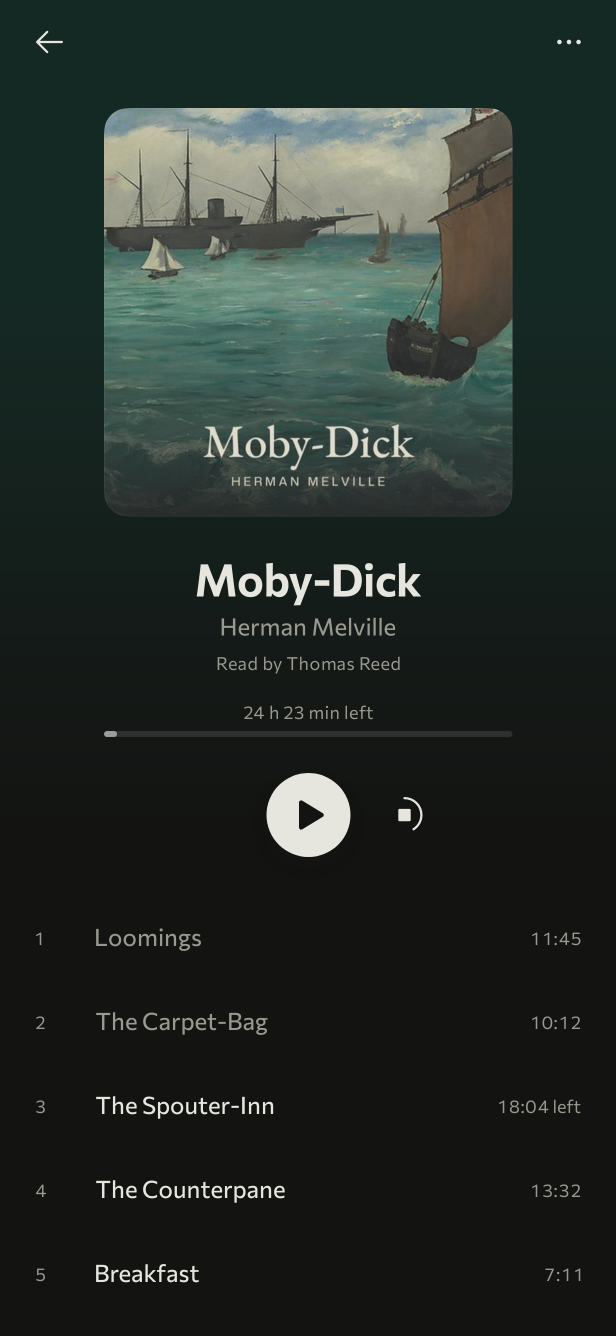 Moby-Dick
HERMAN MELVILLE
Moby-Dick
Herman Melville
Read by Thomas Reed
24 h 23 min left
1 Loomings 11:45
2 The Carpet-Bag 10:12
3 The Spouter-Inn 18:04 left
4 The Counterpane 13:32
5 Breakfast 7:11